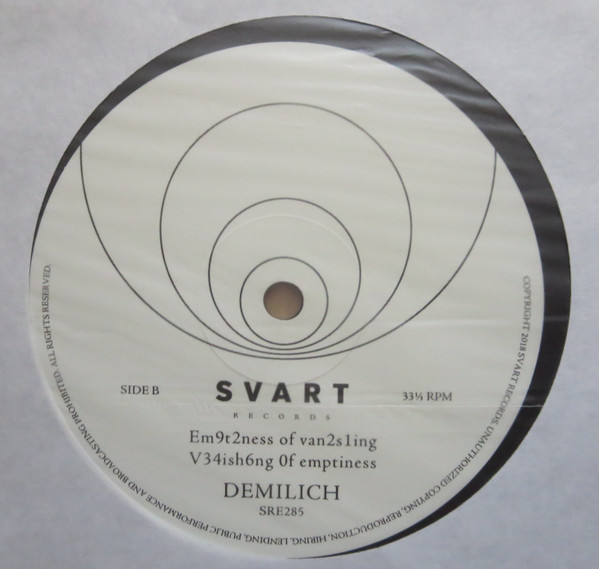 SIDE B
SVART
33⅓ RPM
RECORDS
Em9t2ness of van2s1ing
V34ish6ng 0f emptiness
DEMILICH
SRE285
COPYRIGHT 2018 SVART RECORDS. UNAUTHORIZED COPYING, REPRODUCTION, HIRING, LENDING, PUBLIC PERFORMANCE AND BROADCASTING PROHIBITED. ALL RIGHTS RESERVED.